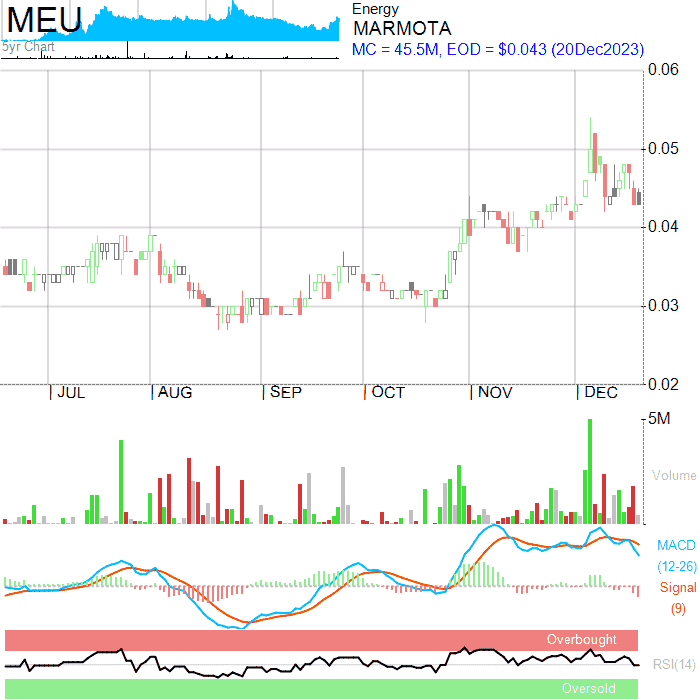 MEU
5yr Chart
Energy
MARMOTA
MC = 45.5M, EOD = $0.043 (20Dec2023)
0.06
0.05
0.04
0.03
0.02
JUL AUG SEP OCT NOV DEC
5M
Volume
MACD
(12-26)
Signal
(9)
Overbought
RSI(14)
Oversold